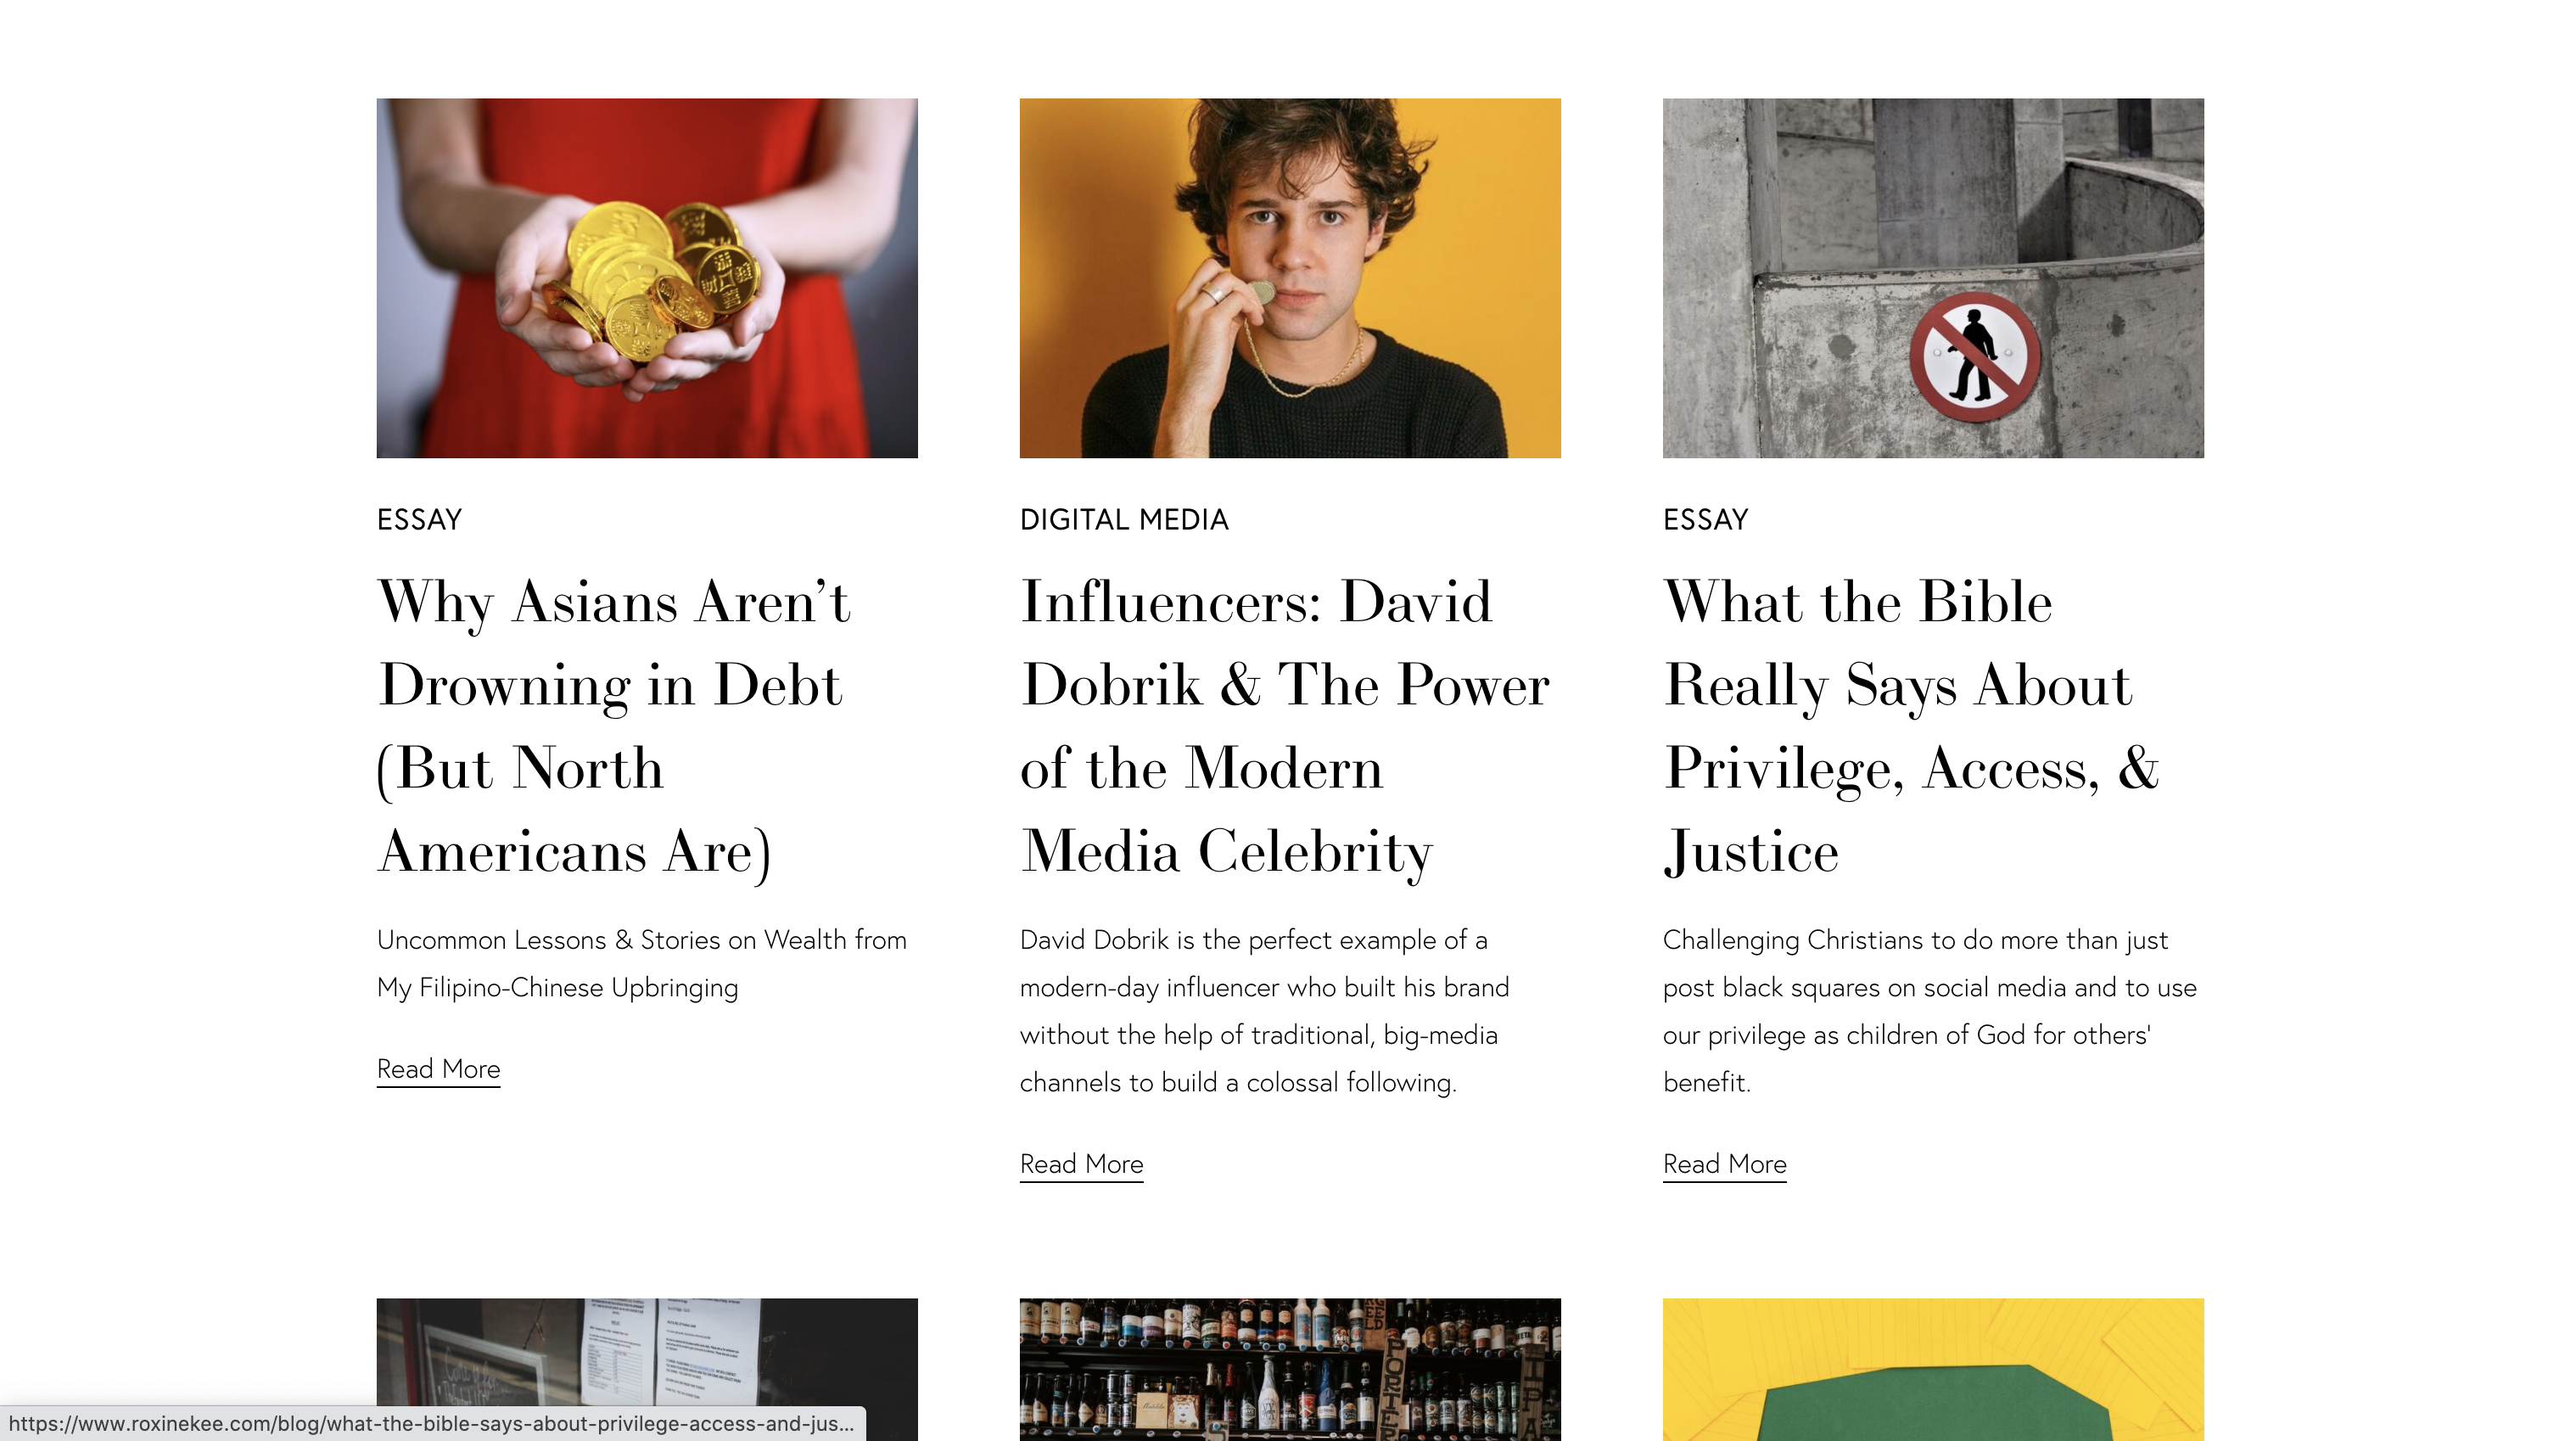 ESSAY
Why Asians Aren’t
Drowning in Debt
(But North
Americans Are)
Uncommon Lessons & Stories on Wealth from
My Filipino-Chinese Upbringing
Read More
DIGITAL MEDIA
Influencers: David
Dobrik & The Power
of the Modern
Media Celebrity
David Dobrik is the perfect example of a
modern-day influencer who built his brand
without the help of traditional, big-media
channels to build a colossal following.
Read More
ESSAY
What the Bible
Really Says About
Privilege, Access, &
Justice
Challenging Christians to do more than just
post black squares on social media and to use
our privilege as children of God for others'
benefit.
Read More
PORTER
IPA
https://www.roxinekee.com/blog/what-the-bible-says-about-privilege-access-and-jus...